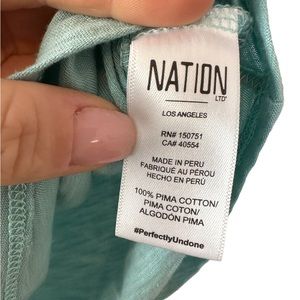 NATION
LTD
LOS ANGELES
RN# 150751
CA# 40554
MADE IN PERU
FABRIQUÉ AU PÉROU
HECHO EN PERÚ
100% PIMA COTTON/
PIMA COTON/
ALGODÓN PIMA
#PerfectlyUndone